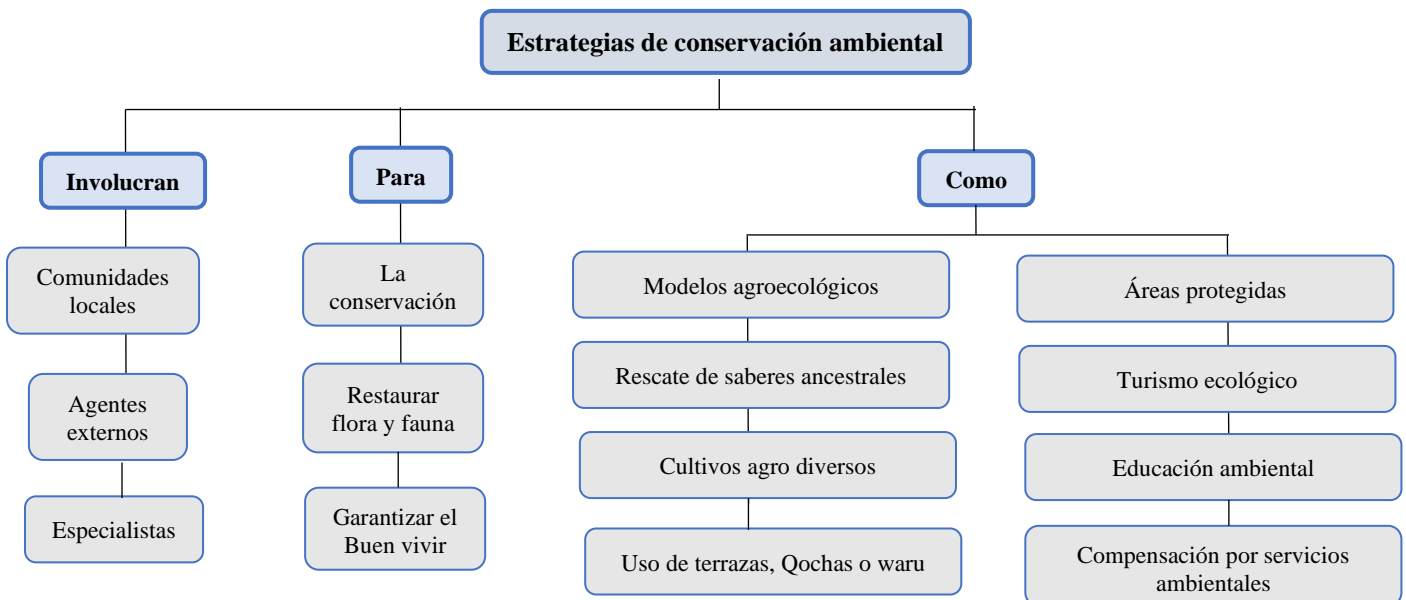 Estrategias de conservación ambiental
Involucran
Para
Como
Comunidades
locales
Agentes
externos
Especialistas
La
conservación
Restaurar
flora y fauna
Garantizar el
Buen vivir
Modelos agroecológicos
Rescate de saberes ancestrales
Cultivos agro diversos
Uso de terrazas, Qochas o waru
Áreas protegidas
Turismo ecológico
Educación ambiental
Compensación por servicios
ambientales